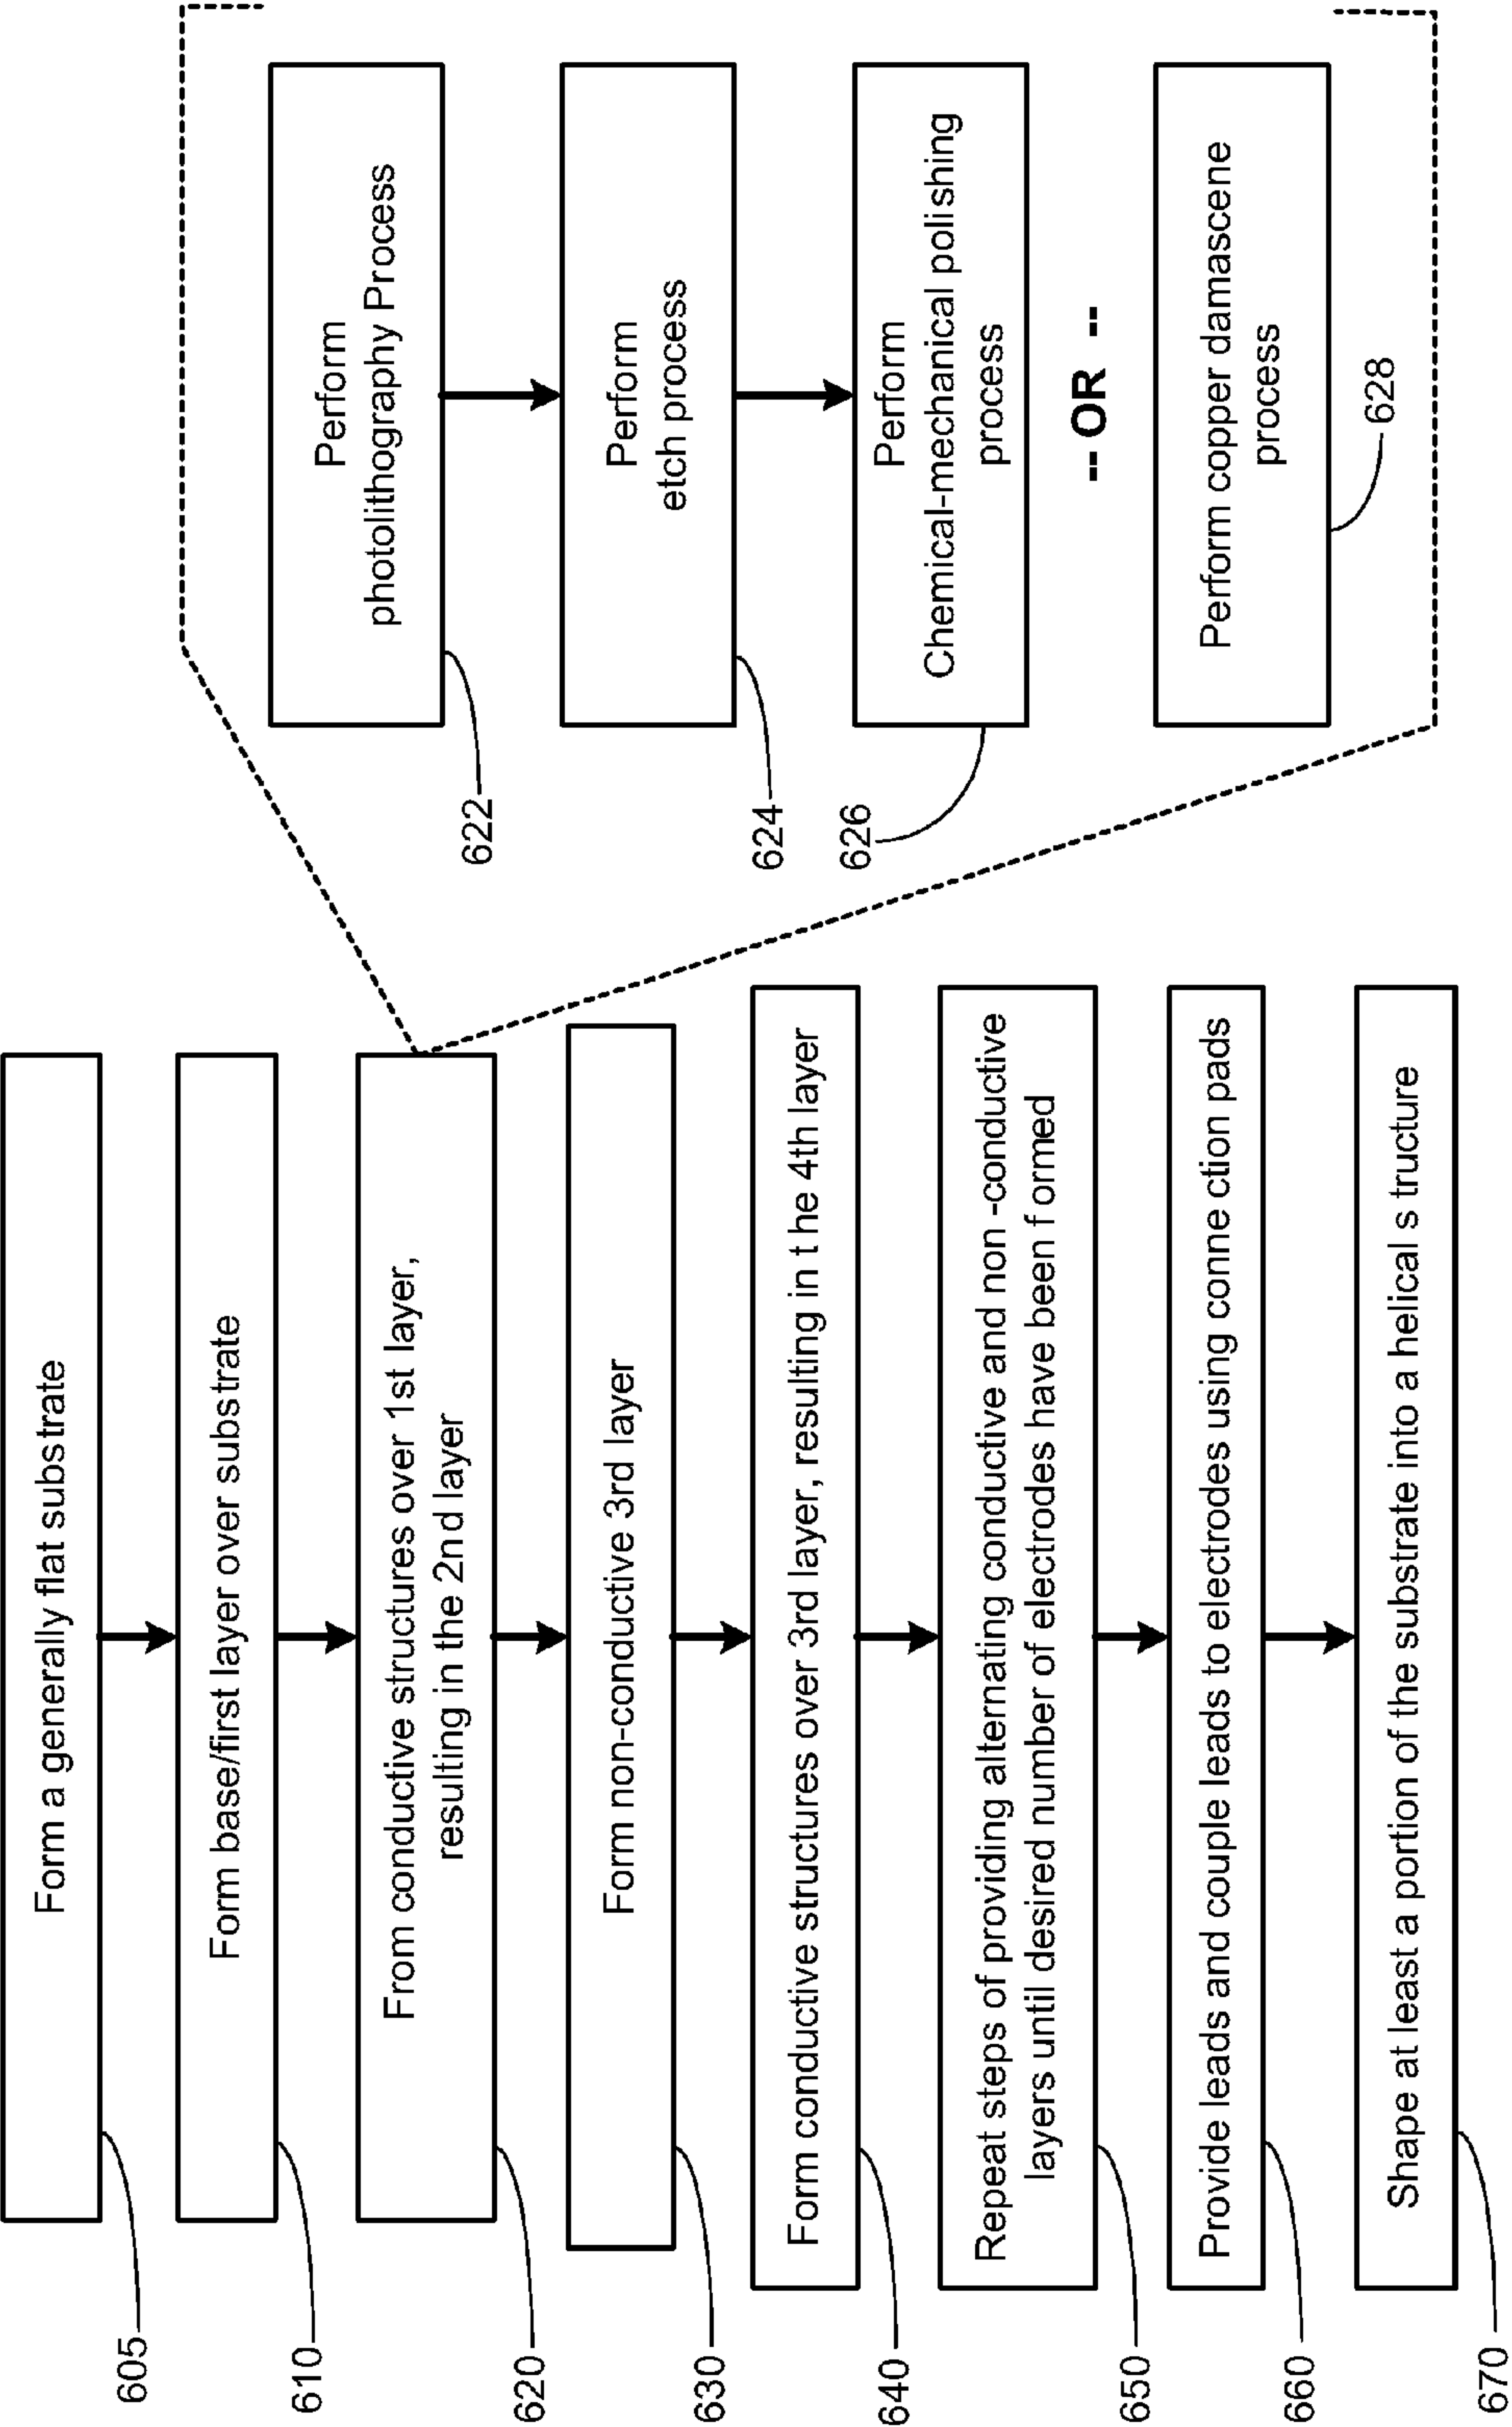 Form a generally flat substrate
605
Form base/first layer over substrate
610
From conductive structures over 1st layer,
resulting in the 2nd layer
620
Form non-conductive 3rd layer
630
Form conductive structures over 3rd layer, resulting in t he 4th layer
640
Repeat steps of providing alternating conductive and non -conductive
layers until desired number of electrodes have been f ormed
650
Provide leads and couple leads to electrodes using conne ction pads
660
Shape at least a portion of the substrate into a helical s tructure
670
Perform
photolithography Process
622
Perform
etch process
624
Perform
Chemical-mechanical polishing
process
626
-- OR --
Perform copper damascene
process
628